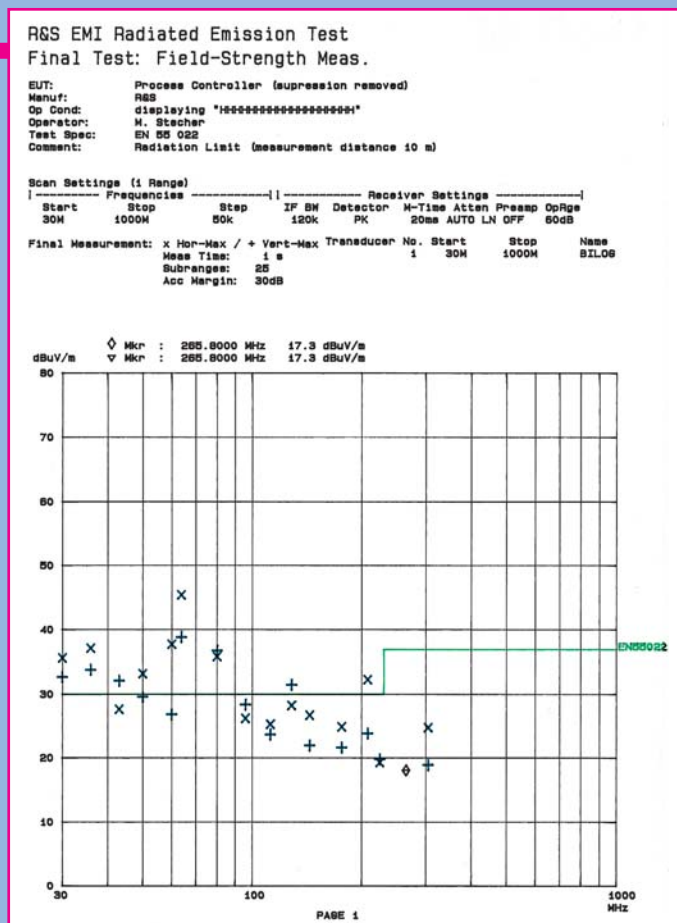 R&S EMI Radiated Emission Test
Final Test: Field-Strength Meas.
EUT: Process Controller (supression removed)
Manuf: R&S
Op Cond: displaying "HHHHHHHHHHHHHHHHHH"
Operator: M. Stecher
Test Spec: EN 55 022
Comment: Radiation Limit (measurement distance 10 m)
Scan Settings (1 Range)
|---------- Frequencies -----------||---------- Receiver Settings -----------|
Start Stop Step IF BW Detector M-Time Atten Preamp OpRge
30M 1000M 50k 120k PK 20ms AUTO LN OFF 60dB
Final Measurement: x Hor-Max / + Vert-Max Transducer No. Start Stop Name
Meas Time: 1 s 1 30M 1000M BILOG
Subranges: 25
Acc Margin: 30dB
◊ Mkr : 265.8000 MHz 17.3 dBuV/m
dBuV/m ▽ Mkr : 265.8000 MHz 17.3 dBuV/m
80
70
60
50
40
EN55022
30
20
10
0
30 100 1000
MHz
PAGE 1